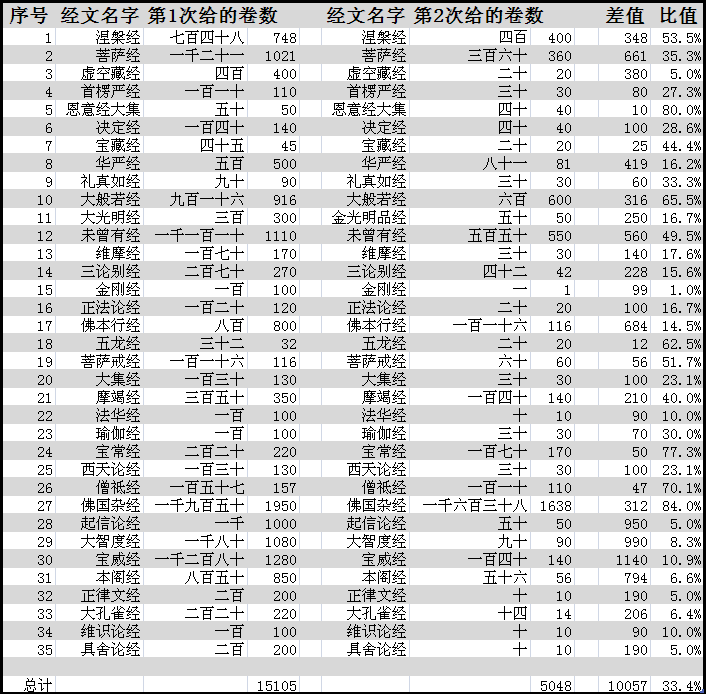 序号 经文名字 第1次给的卷数 经文名字 第2次给的卷数 差值 比值
1 涅槃经 七百四十八 748 涅槃经 四百 400 348 53.5%
2 菩萨经 一千二十一 1021 菩萨经 三百六十 360 661 35.3%
3 虚空藏经 四百 400 虚空藏经 二十 20 380 5.0%
4 首楞严经 一百一十 110 首楞严经 三十 30 80 27.3%
5 恩意经大集 五十 50 恩意经大集 四十 40 10 80.0%
6 决定经 一百四十 140 决定经 四十 40 100 28.6%
7 宝藏经 四十五 45 宝藏经 二十 20 25 44.4%
8 华严经 五百 500 华严经 八十一 81 419 16.2%
9 礼真如经 九十 90 礼真如经 三十 30 60 33.3%
10 大般若经 九百一十六 916 大般若经 六百 600 316 65.5%
11 大光明经 三百 300 金光明品经 五十 50 250 16.7%
12 未曾有经 一千一百一十 1110 未曾有经 五百五十 550 560 49.5%
13 维摩经 一百七十 170 维摩经 三十 30 140 17.6%
14 三论别经 二百七十 270 三论别经 四十二 42 228 15.6%
15 金刚经 一百 100 金刚经 一 1 99 1.0%
16 正法论经 一百二十 120 正法论经 二十 20 100 16.7%
17 佛本行经 八百 800 佛本行经 一百一十六 116 684 14.5%
18 五龙经 三十二 32 五龙经 二十 20 12 62.5%
19 菩萨戒经 一百一十六 116 菩萨戒经 六十 60 56 51.7%
20 大集经 一百三十 130 大集经 三十 30 100 23.1%
21 摩竭经 三百五十 350 摩竭经 一百四十 140 210 40.0%
22 法华经 一百 100 法华经 十 10 90 10.0%
23 瑜伽经 一百 100 瑜伽经 三十 30 70 30.0%
24 宝常经 二百二十 220 宝常经 一百七十 170 50 77.3%
25 西天论经 一百三十 130 西天论经 三十 30 100 23.1%
26 僧祗经 一百五十七 157 僧祗经 一百一十 110 47 70.1%
27 佛国杂经 一千九百五十 1950 佛国杂经 一千六百三十八 1638 312 84.0%
28 起信论经 一千 1000 起信论经 五十 50 950 5.0%
29 大智度经 一千八十 1080 大智度经 九十 90 990 8.3%
30 宝威经 一千二百八十 1280 宝威经 一百四十 140 1140 10.9%
31 本阁经 八百五十 850 本阁经 五十六 56 794 6.6%
32 正律文经 二百 200 正律文经 十 10 190 5.0%
33 大孔雀经 二百二十 220 大孔雀经 十四 14 206 6.4%
34 维识论经 一百 100 维识论经 十 10 90 10.0%
35 具舍论经 二百 200 具舍论经 十 10 190 5.0%
总计 15105 5048 10057 33.4%